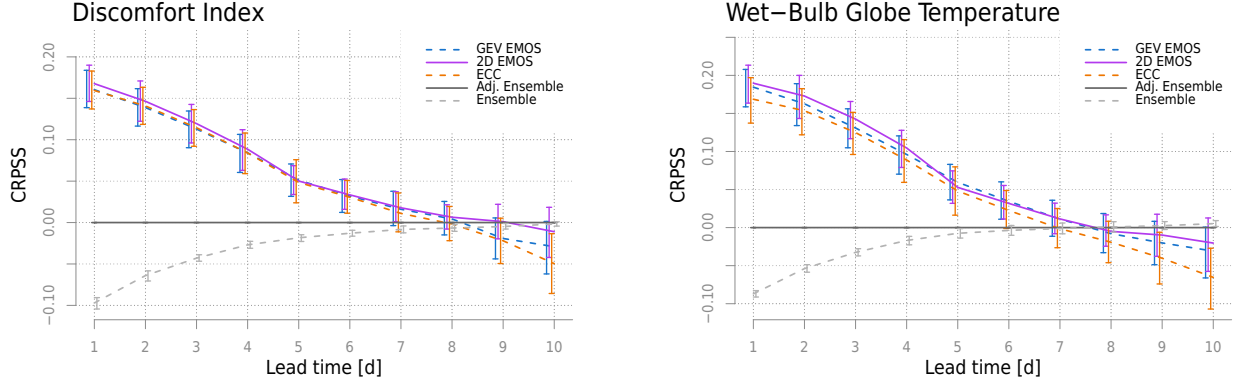 Discomfort Index
CRPSS
0.20
0.10
0.00
−0.10
GEV EMOS
2D EMOS
ECC
Adj. Ensemble
Ensemble
1 2 3 4 5 6 7 8 9 10
Lead time [d]
Wet−Bulb Globe Temperature
CRPSS
0.20
0.10
0.00
−0.10
GEV EMOS
2D EMOS
ECC
Adj. Ensemble
Ensemble
1 2 3 4 5 6 7 8 9 10
Lead time [d]